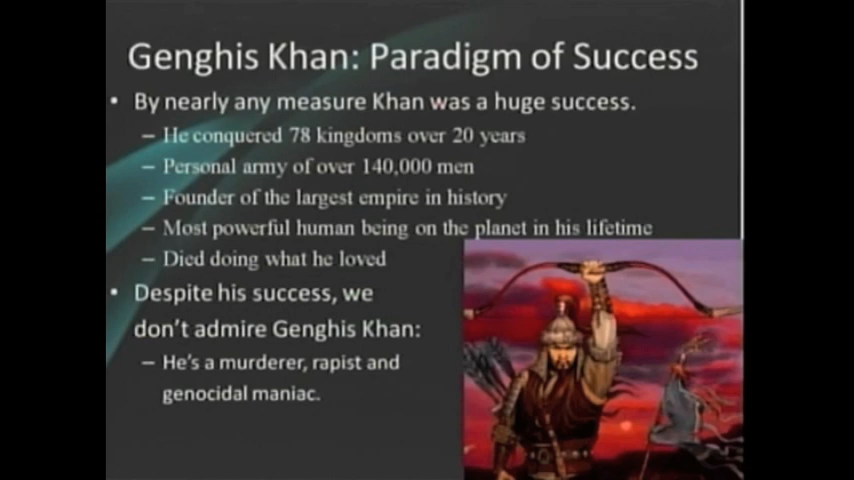 Genghis Khan: Paradigm of Success
• By nearly any measure Khan was a huge success.
– He conquered 78 kingdoms over 20 years
– Personal army of over 140,000 men
– Founder of the largest empire in history
– Most powerful human being on the planet in his lifetime
– Died doing what he loved
• Despite his success, we
don't admire Genghis Khan:
– He's a murderer, rapist and
genocidal maniac.